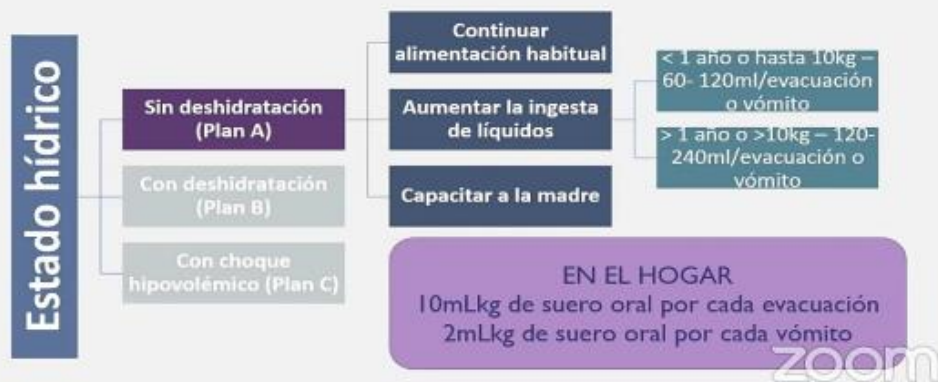 Estado hídrico
Sin deshidratación
(Plan A)
Con deshidratación
(Plan B)
Con choque
hipovolémico (Plan C)
Continuar
alimentación habitual
Aumentar la ingesta
de líquidos
Capacitar a la madre
< 1 año o hasta 10kg –
60- 120ml/evacuación
o vómito
> 1 año o >10kg – 120-
240ml/evacuación o
vómito
EN EL HOGAR
10mLkg de suero oral por cada evacuación
2mLkg de suero oral por cada vómito
zoom